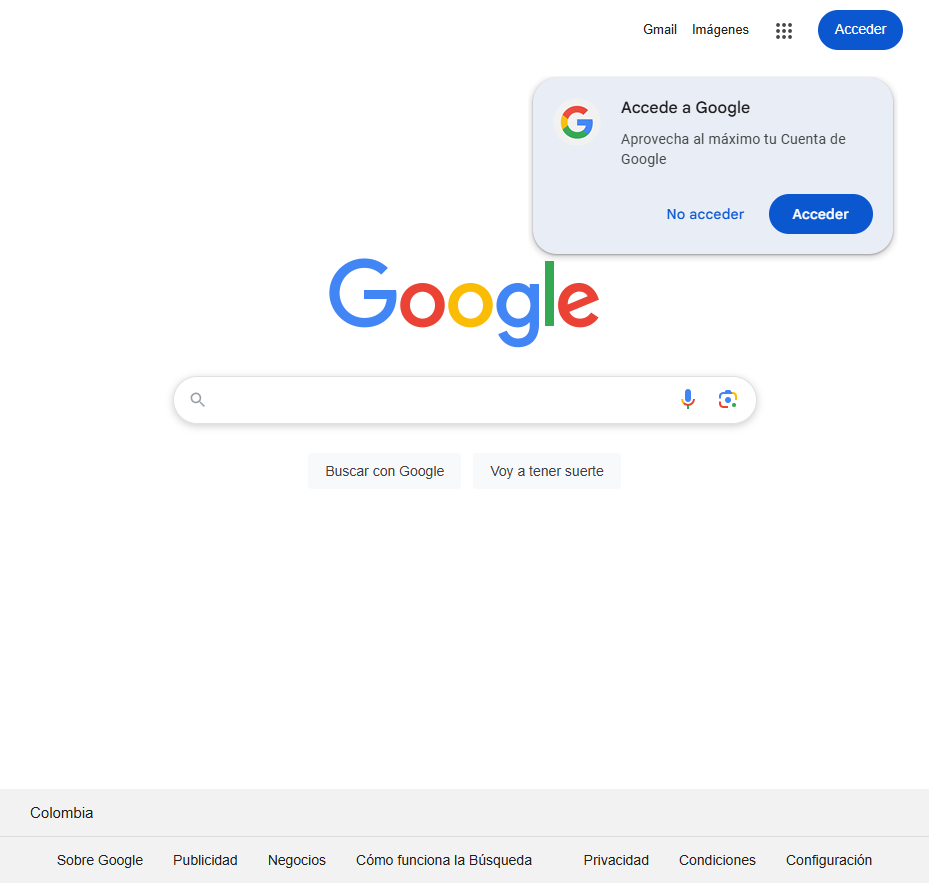 Gmail Imágenes Acceder
Accede a Google
Aprovecha al máximo tu Cuenta de
Google
No acceder Acceder
Google
Buscar con Google Voy a tener suerte
Colombia
Sobre Google Publicidad Negocios Cómo funciona la Búsqueda Privacidad Condiciones Configuración